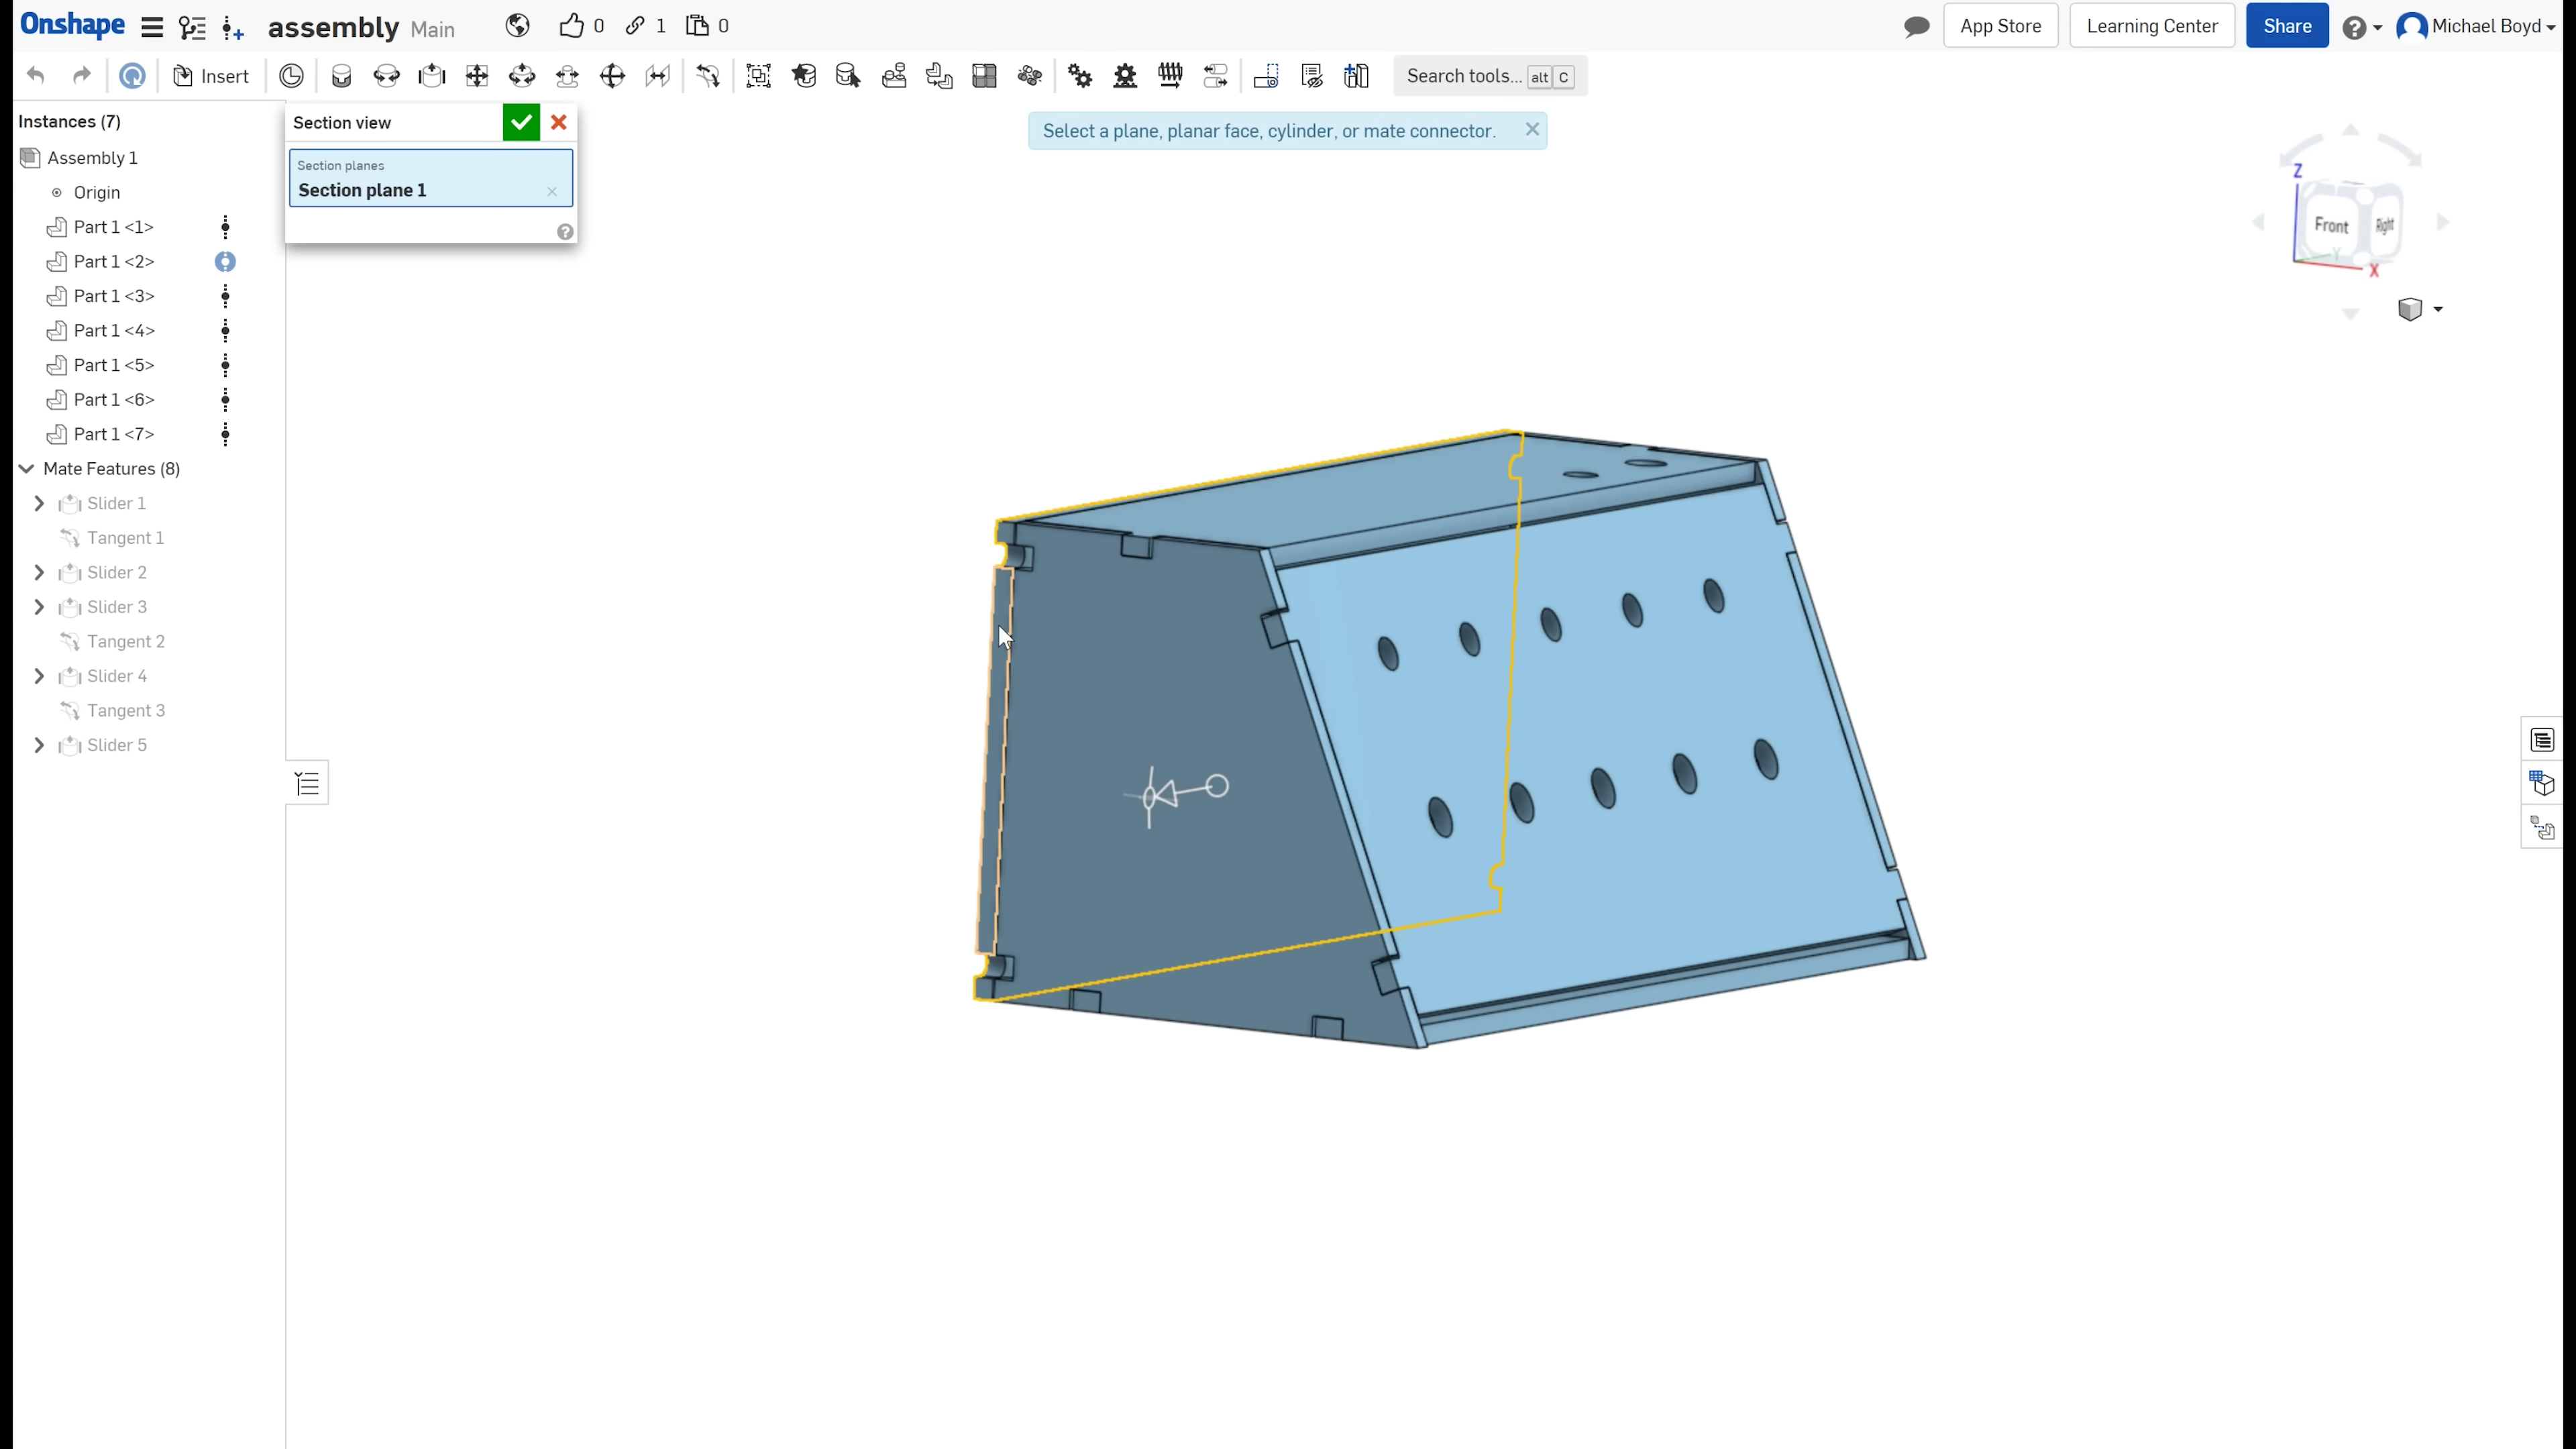 Onshape assembly Main 0 1 0 App Store Learning Center Share Michael Boyd
Insert Search tools... alt C
Instances (7)
Assembly 1
Origin
Part 1 <1>
Part 1 <2>
Part 1 <3>
Part 1 <4>
Part 1 <5>
Part 1 <6>
Part 1 <7>
Mate Features (8)
Slider 1
Tangent 1
Slider 2
Slider 3
Tangent 2
Slider 4
Tangent 3
Slider 5
Section view
Section planes
Section plane 1
Select a plane, planar face, cylinder, or mate connector.
Z
Front Right
Y
X